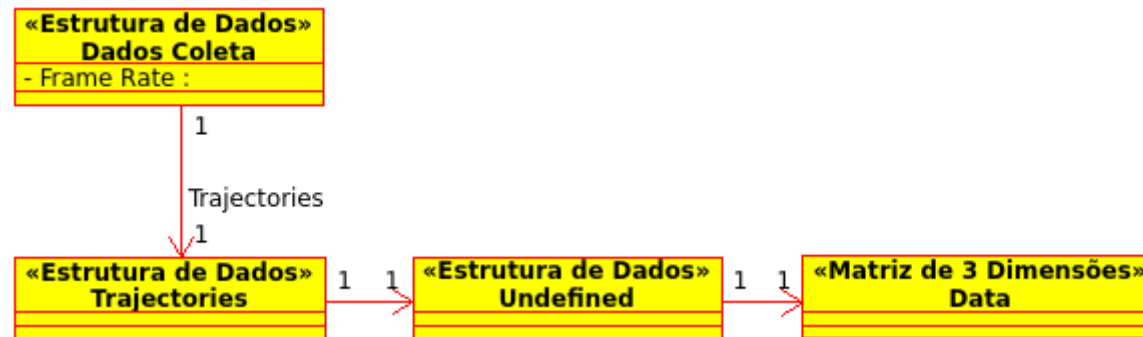 «Estrutura de Dados»
Dados Coleta
- Frame Rate :
1
Trajectories
1
«Estrutura de Dados»
Trajectories
1 1
«Estrutura de Dados»
Undefined
1 1
«Matriz de 3 Dimensões»
Data